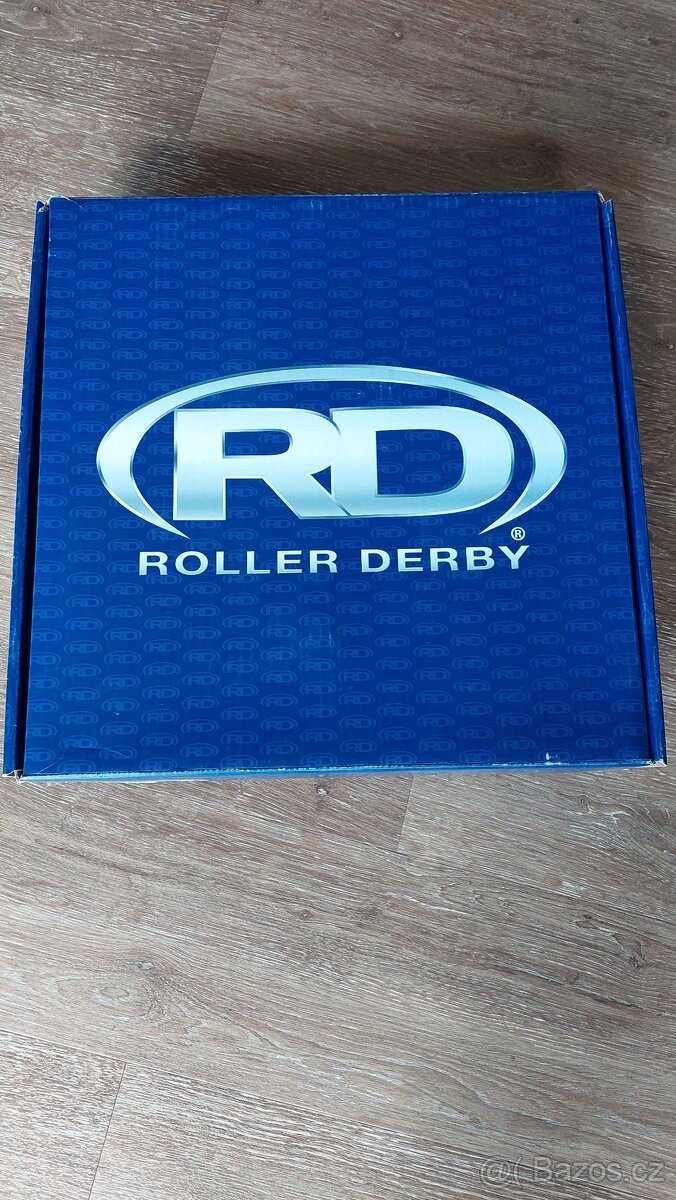 RD
®
ROLLER DERBY
@( Bazos.cz